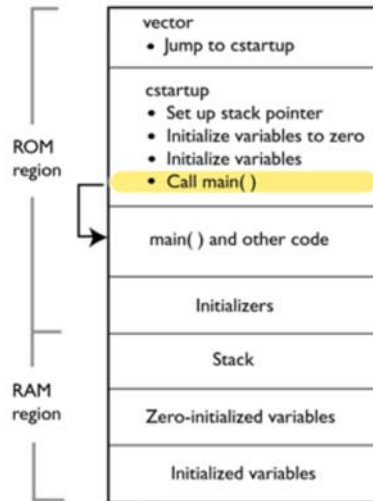 vector
• Jump to cstartup
cstartup
• Set up stack pointer
• Initialize variables to zero
• Initialize variables
• Call main( )
ROM
region
main( ) and other code
Initializers
Stack
RAM
region
Zero-initialized variables
Initialized variables